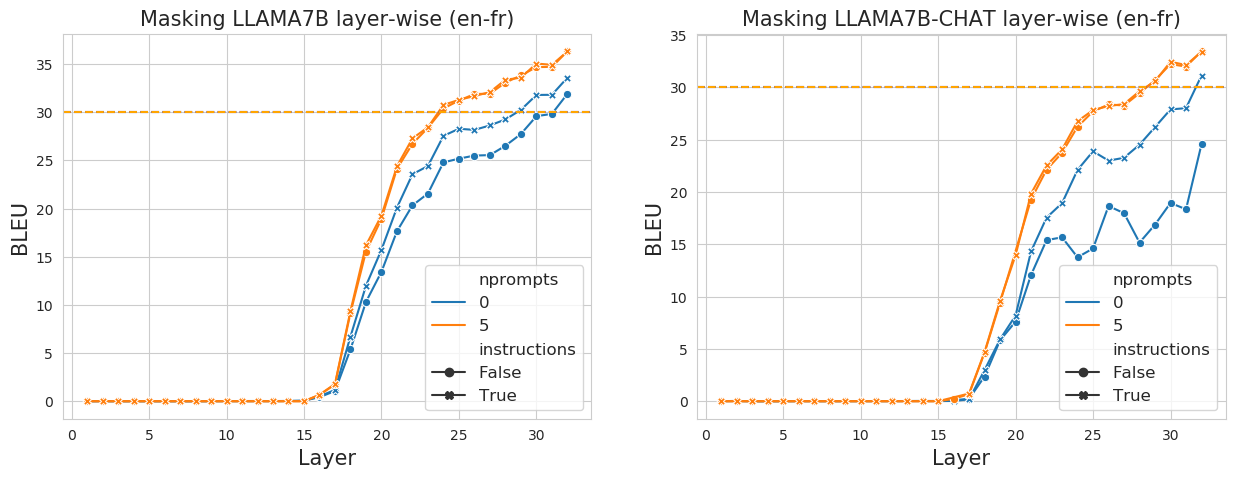 Masking LLAMA7B layer-wise (en-fr)
BLEU
35
30
25
20
15
10
5
0
0 5 10 15 20 25 30
Layer
nprompts
0
5
instructions
False
True
Masking LLAMA7B-CHAT layer-wise (en-fr)
BLEU
35
30
25
20
15
10
5
0
0 5 10 15 20 25 30
Layer
nprompts
0
5
instructions
False
True